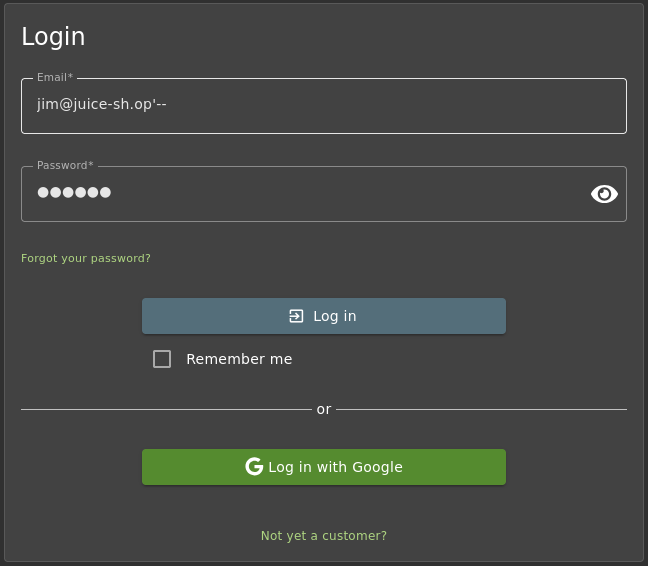 Login
Email*
jim@juice-sh.op'--
Password*
●●●●●●
Forgot your password?
Log in
Remember me
or
Log in with Google
Not yet a customer?